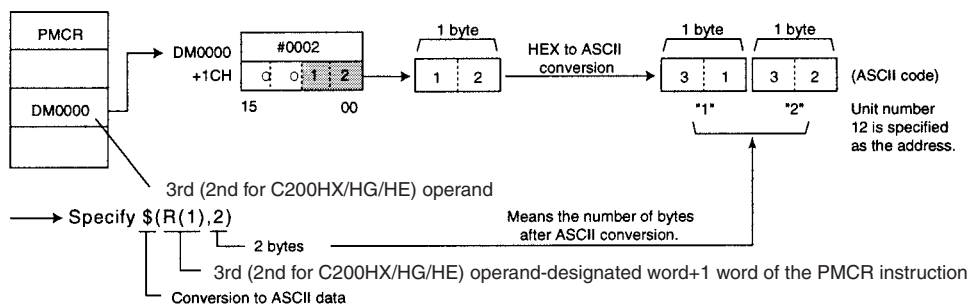 PMCR
DM0000
DM0000
#0002
+1CH
0 0 1 2
15 00
1 byte
1 2
HEX to ASCII
conversion
1 byte 1 byte
3 1 3 2
(ASCII code)
"1" "2"
Unit number
12 is specified
as the address.
3rd (2nd for C200HX/HG/HE) operand
Specify $(R(1),2)
2 bytes
Means the number of bytes
after ASCII conversion.
3rd (2nd for C200HX/HG/HE) operand-designated word+1 word of the PMCR instruction
Conversion to ASCII data